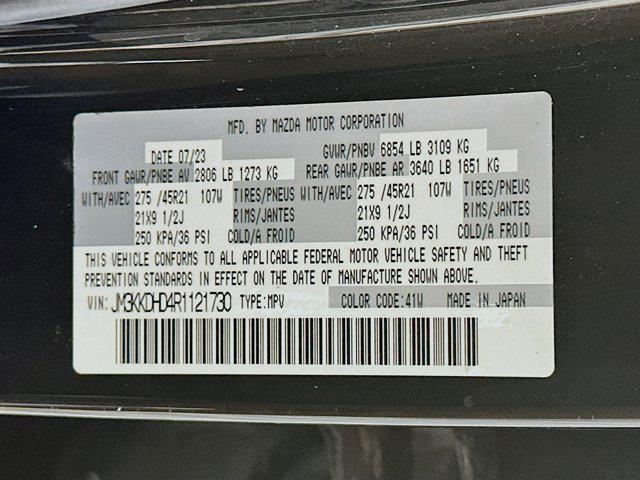 MFD. BY MAZDA MOTOR CORPORATION
DATE 07/23 GVWR/PNBV 6854 LB 3109 KG
FRONT GAWR/PNBE AV 2806 LB 1273 KG REAR GAWR/PNBE AR 3640 LB 1651 KG
WITH/AVEC 275 /45R21 107W TIRES/PNEUS WITH/AVEC 275 /45R21 107W TIRES/PNEUS
21X9 1/2J RIMS/JANTES 21X9 1/2J RIMS/JANTES
250 KPA/36 PSI COLD/A FROID 250 KPA/36 PSI COLD/A FROID
THIS VEHICLE CONFORMS TO ALL APPLICABLE FEDERAL MOTOR VEHICLE SAFETY AND THEFT
PREVENTION STANDARDS IN EFFECT ON THE DATE OF MANUFACTURE SHOWN ABOVE.
VIN: JM3KKDHD4R1121730 TYPE:MPV COLOR CODE:41W MADE IN JAPAN